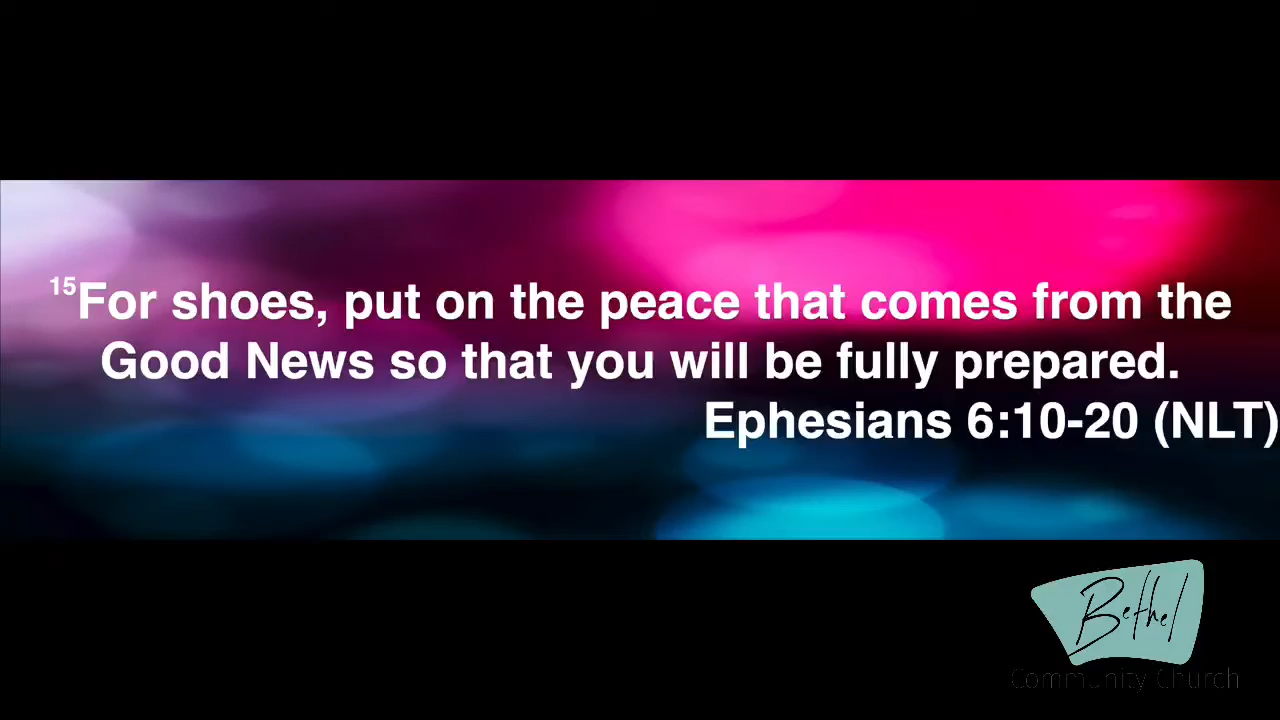 15For shoes, put on the peace that comes from the
Good News so that you will be fully prepared.
Ephesians 6:10-20 (NLT)
Bethel
Community Church